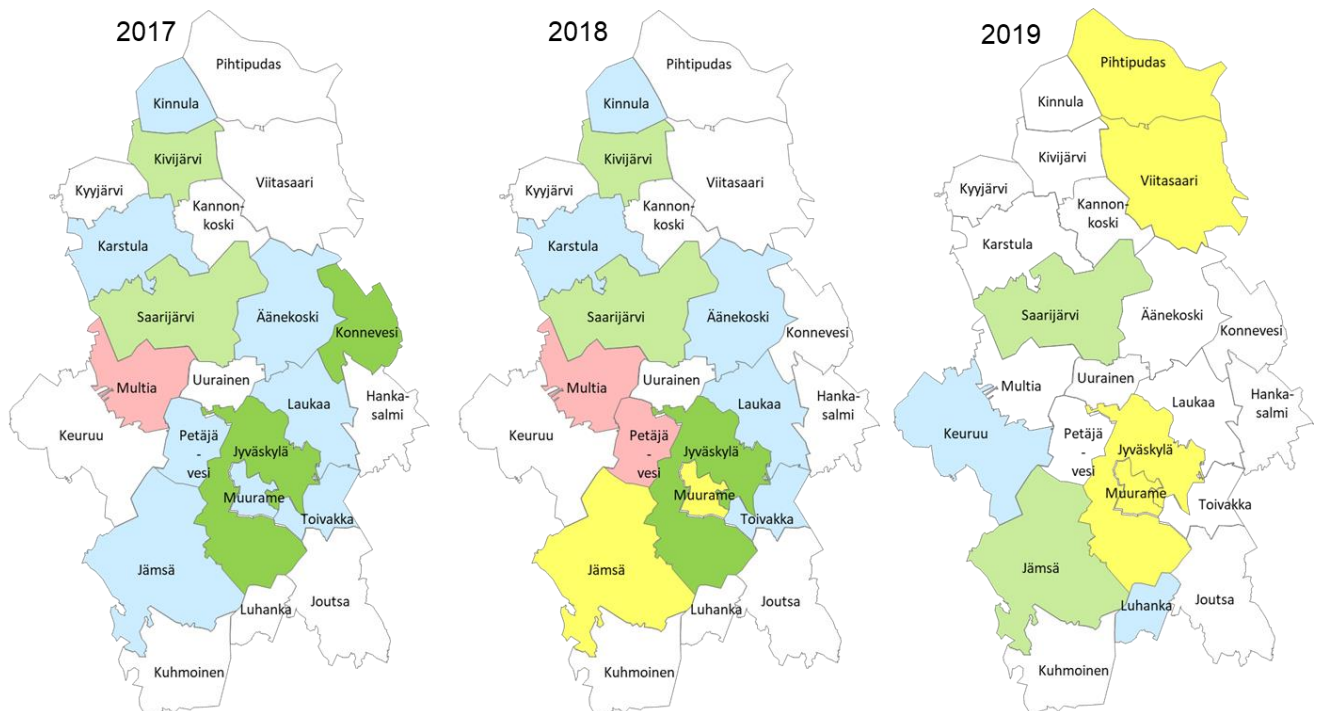 2017
Pihtipudas
Kinnula
Kivijärvi
Kyyjärvi
Viitasaari
Kannon-
koski
Karstula
Saarijärvi
Äänekoski
Konnevesi
Multia
Uurainen
Laukaa
Hanka-
salmi
Keuruu
Petäjä
-
vesi
Jyväskylä
Muurame
Toivakka
Jämsä
Luhanka
Joutsa
Kuhmoinen
2018
Pihtipudas
Kinnula
Kivijärvi
Kyyjärvi
Viitasaari
Kannon-
koski
Karstula
Saarijärvi
Äänekoski
Konnevesi
Multia
Uurainen
Laukaa
Hanka-
salmi
Keuruu
Petäjä
-
vesi
Jyväskylä
Muurame
Toivakka
Jämsä
Luhanka
Joutsa
Kuhmoinen
2019
Pihtipudas
Kinnula
Kivijärvi
Kyyjärvi
Viitasaari
Kannon-
koski
Karstula
Saarijärvi
Äänekoski
Konnevesi
Multia
Uurainen
Laukaa
Hanka-
salmi
Keuruu
Petäjä
-
vesi
Jyväskylä
Muurame
Toivakka
Jämsä
Luhanka
Joutsa
Kuhmoinen